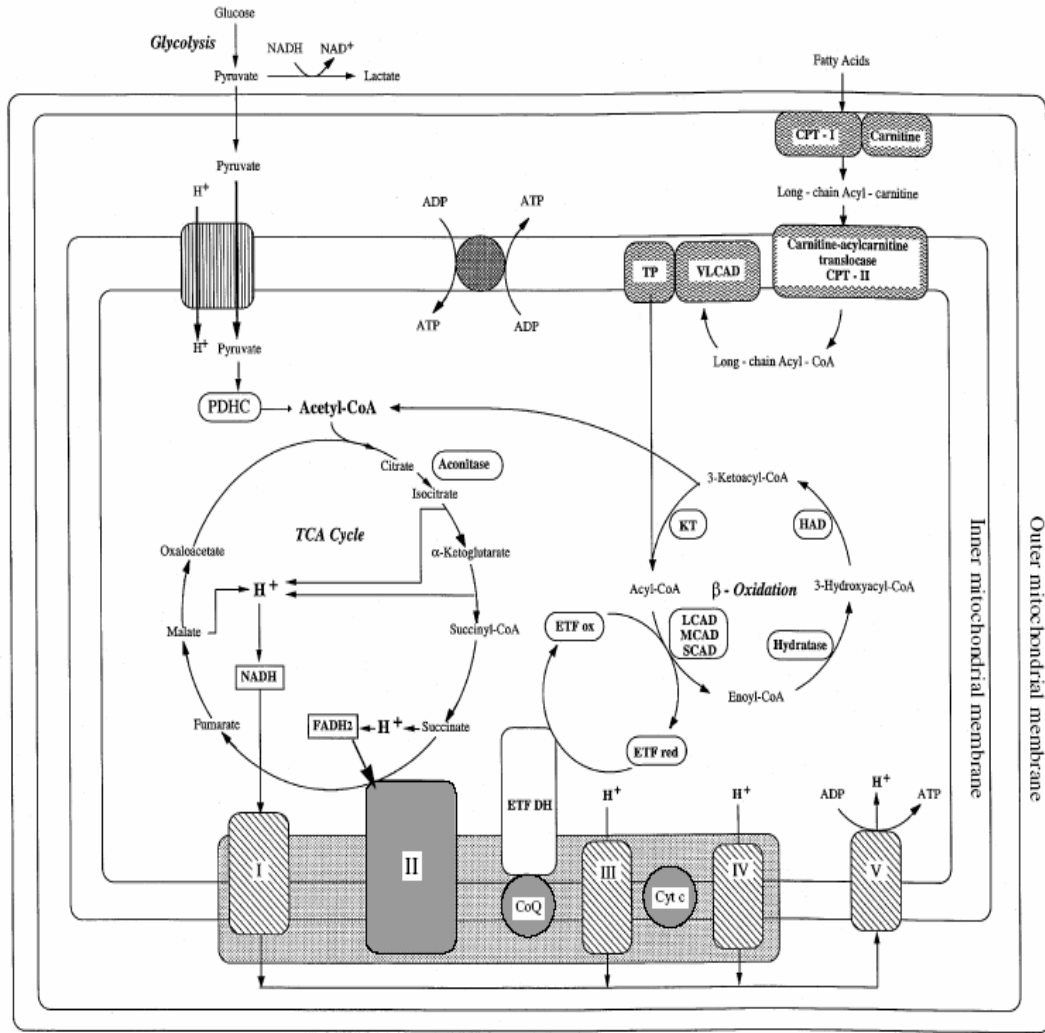 Glucose
Glycolysis
NADH
NAD+
Pyruvate
Lactate
Fatty Acids
CPT - I
Carnitine
Pyruvate
H+
Long - chain Acyl - carnitine
ADP
ATP
Carnitine-acylcarnitine
translocase
CPT - II
TP
VLCAD
ATP
ADP
H+
Pyruvate
Long - chain Acyl - CoA
PDHC
Acetyl-CoA
Citrate
Aconitase
Isocitrate
3-Ketoacyl-CoA
KT
HAD
TCA Cycle
Oxaloacetate
α-Ketoglutarate
H+
Acyl-CoA
β - Oxidation
3-Hydroxyacyl-CoA
Malate
Succinyl-CoA
ETF ox
LCAD
MCAD
SCAD
Hydratase
NADH
Enoyl-CoA
Fumarate
FADH2
H+
Succinate
ETF red
ETF DH
H+
H+
ADP
H+
ATP
I
II
III
IV
V
CoQ
Cyt c
Inner mitochondrial membrane
Outer mitochondrial membrane